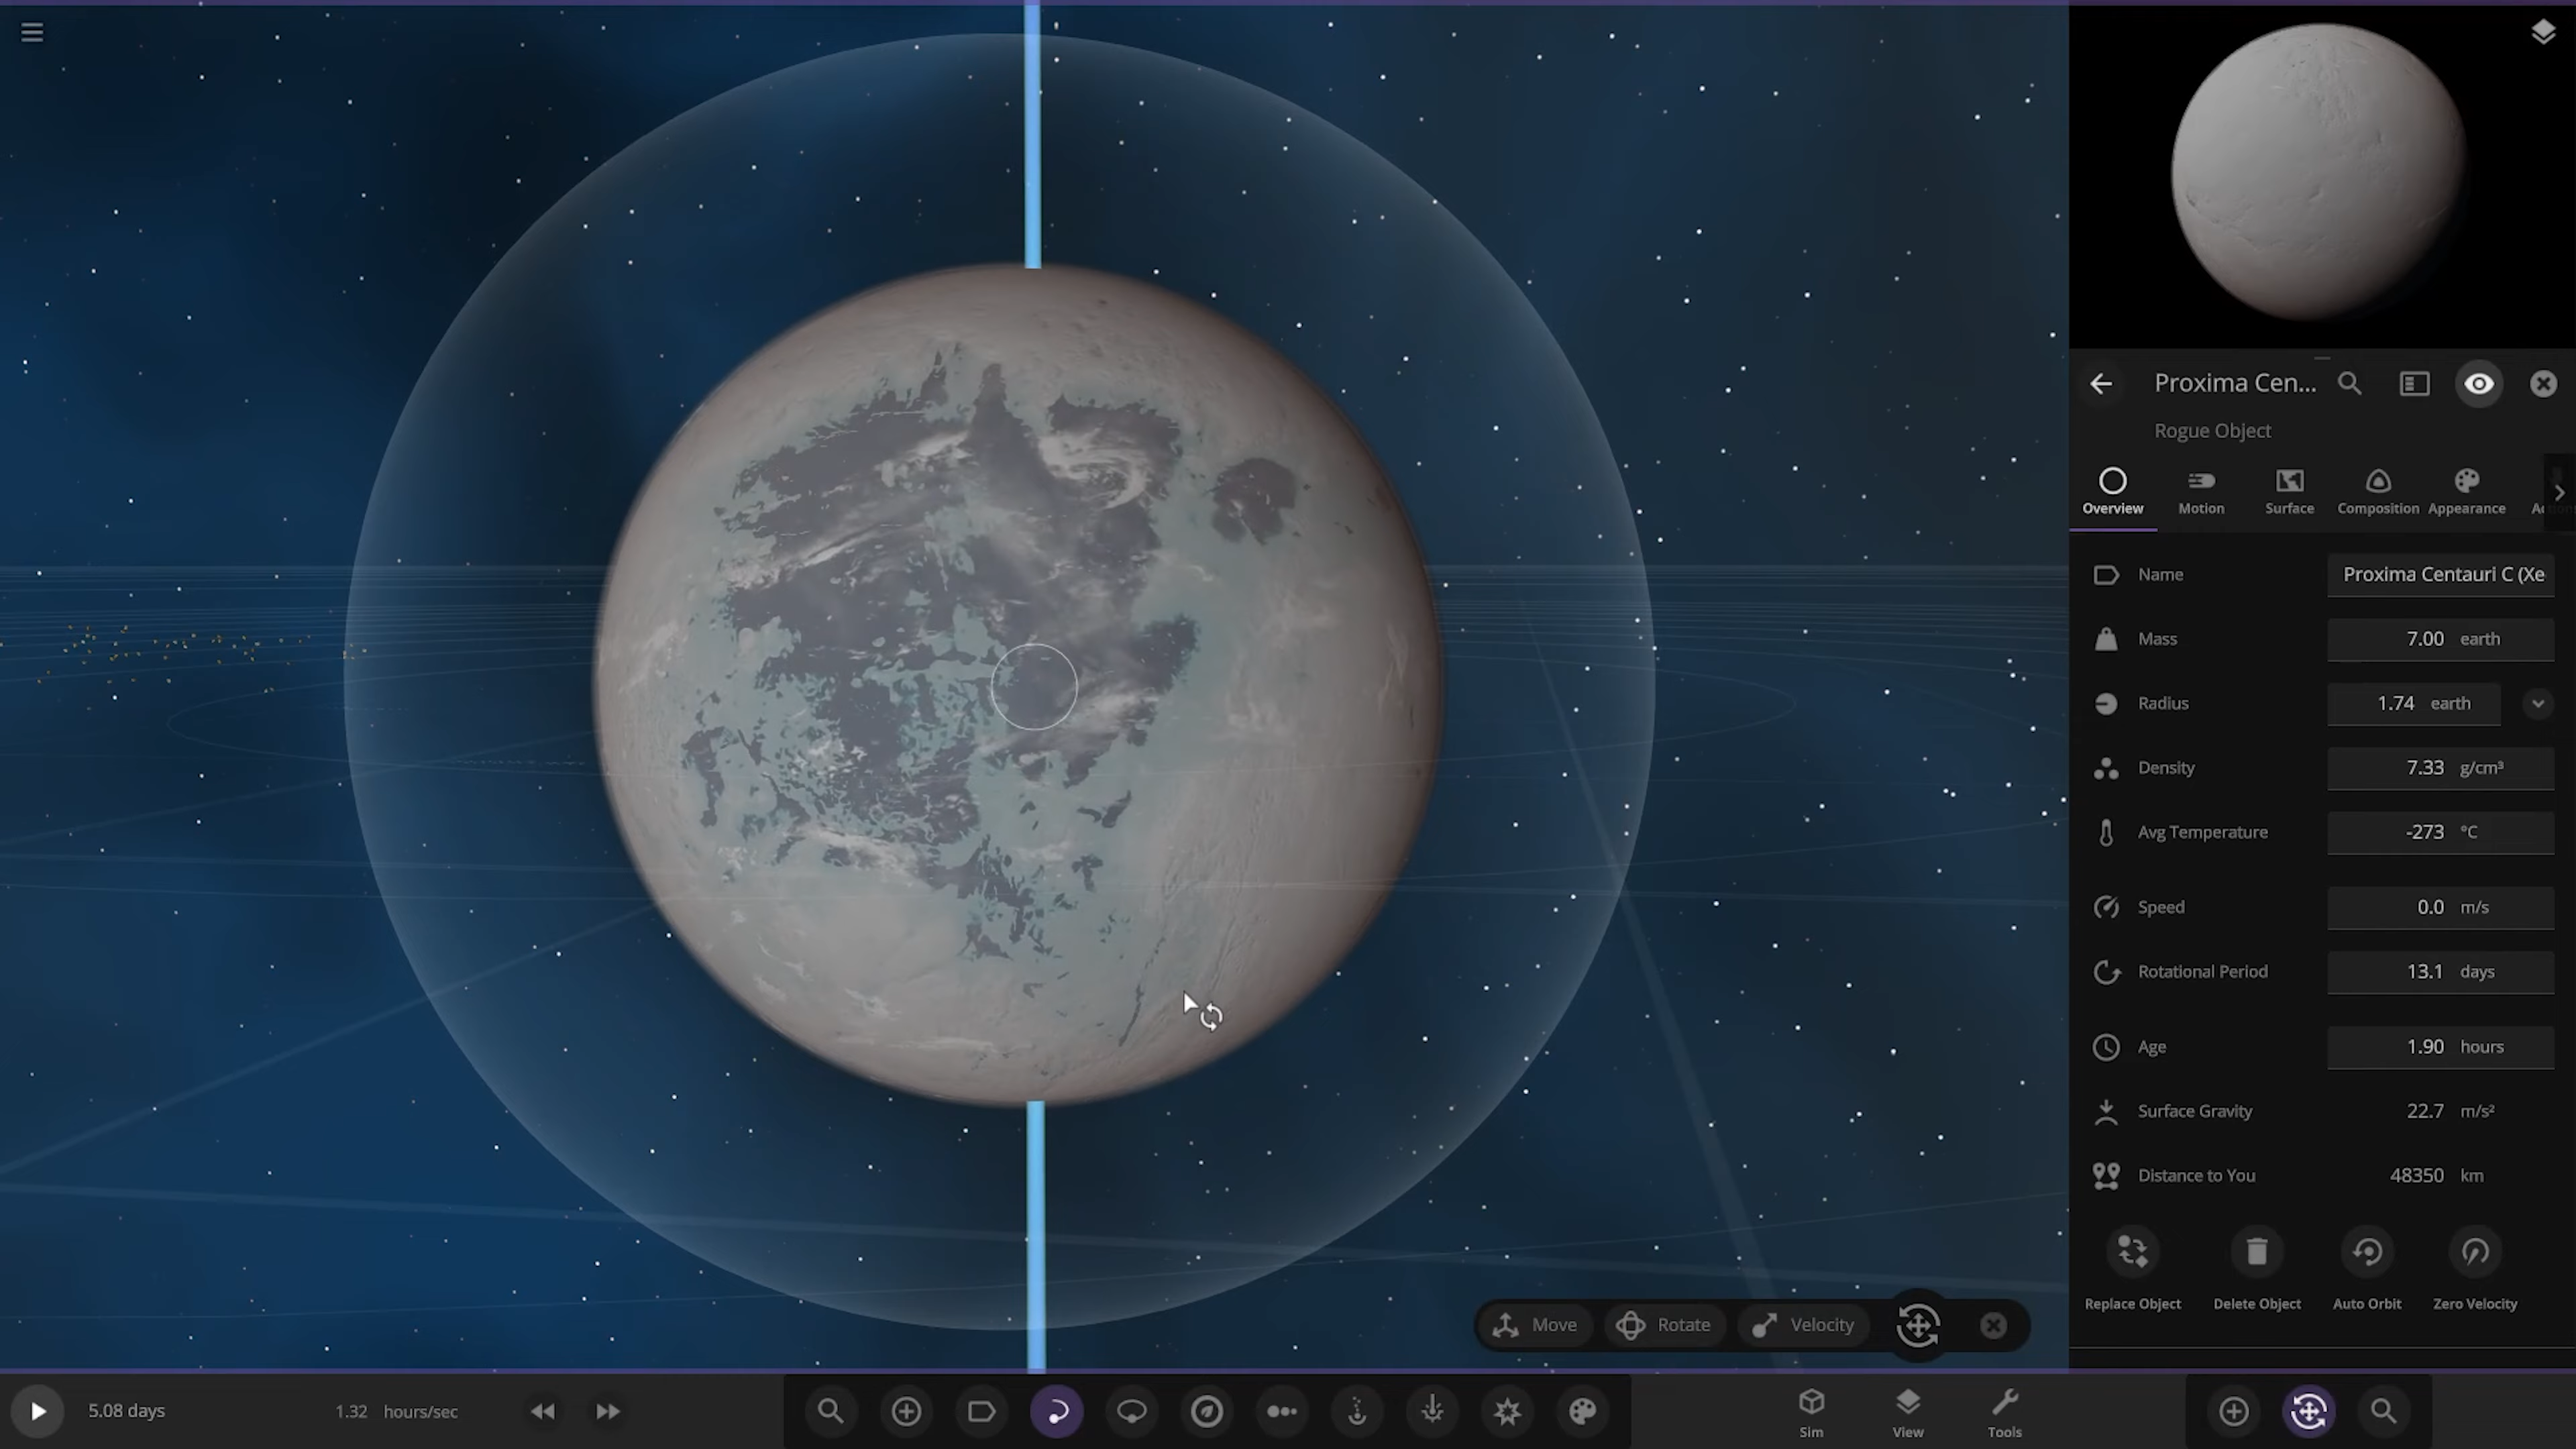 Proxima Cen...
Rogue Object
Overview
Motion
Surface
Composition
Appearance
Name Proxima Centauri C (Xe
Mass 7.00 earth
Radius 1.74 earth
Density 7.33 g/cm³
Avg Temperature -273 °C
Speed 0.0 m/s
Rotational Period 13.1 days
Age 1.90 hours
Surface Gravity 22.7 m/s²
Distance to You 48350 km
Replace Object
Delete Object
Auto Orbit
Zero Velocity
Move
Rotate
Velocity
5.08 days
1.32 hours/sec
Sim
View
Tools